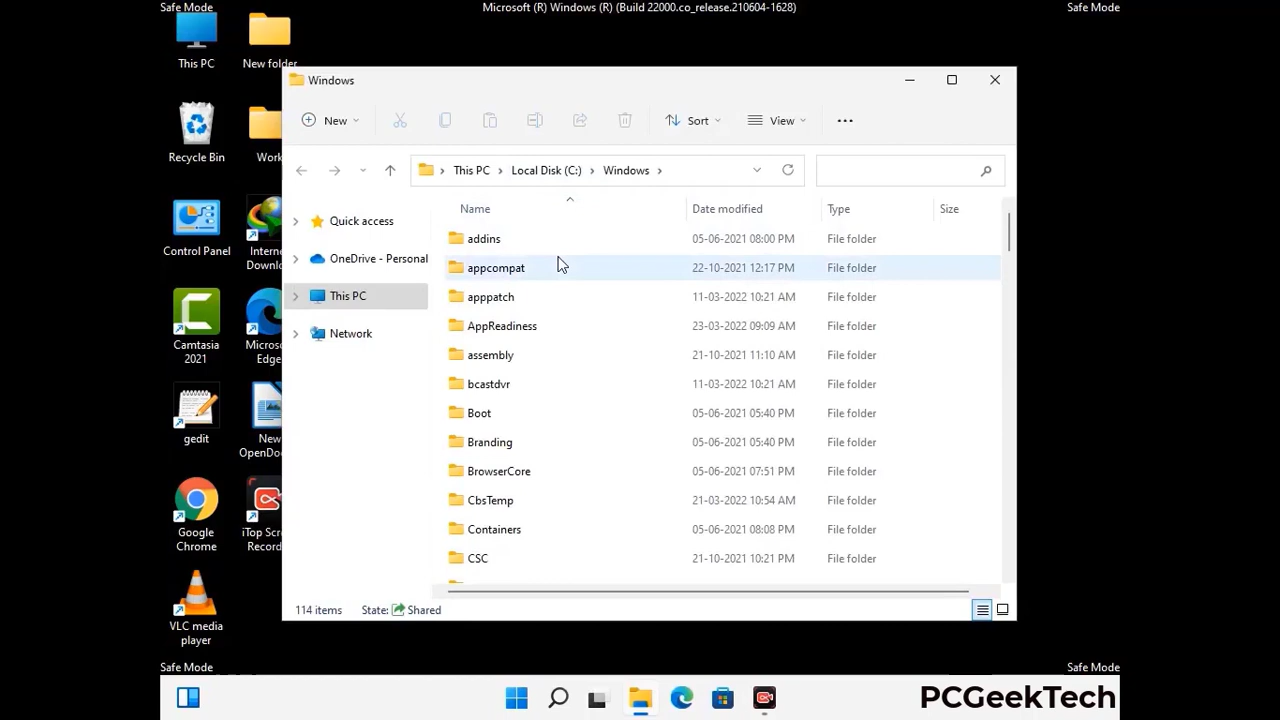 Safe Mode
Microsoft (R) Windows (R) (Build 22000.co_release.210604-1628)
Safe Mode
This PC
New folder
Recycle Bin
Work
Control Panel
Internet
Downlo
Camtasia
2021
Micros
Edge
gedit
New
OpenDoc
Google
Chrome
iTop Scr
Record
VLC media
player
Windows
New
Sort
View
This PC
Local Disk (C:)
Windows
Quick access
OneDrive - Personal
This PC
Network
Name Date modified Type Size
addins 05-06-2021 08:00 PM File folder
appcompat 22-10-2021 12:17 PM File folder
apppatch 11-03-2022 10:21 AM File folder
AppReadiness 23-03-2022 09:09 AM File folder
assembly 21-10-2021 11:10 AM File folder
bcastdvr 11-03-2022 10:21 AM File folder
Boot 05-06-2021 05:40 PM File folder
Branding 05-06-2021 05:40 PM File folder
BrowserCore 05-06-2021 07:51 PM File folder
CbsTemp 21-03-2022 10:54 AM File folder
Containers 05-06-2021 08:08 PM File folder
CSC 21-10-2021 10:21 PM File folder
114 items State: Shared
Safe Mode
Safe Mode
PCGeekTech